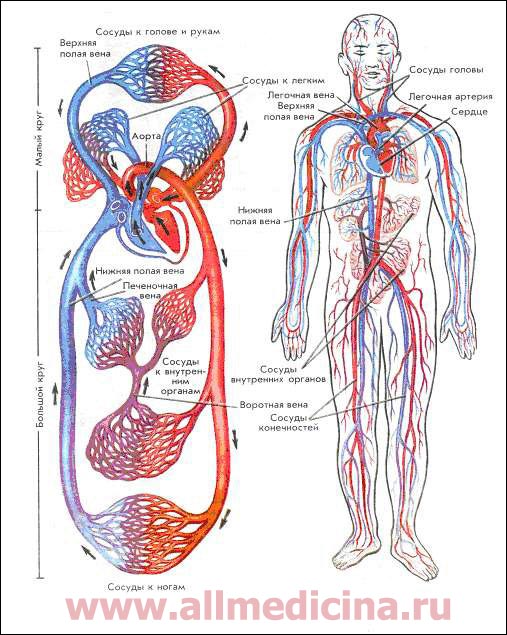 Сосуды к голове и рукам
Верхняя
полая вена
Сосуды к легким
Аорта
Малый круг
Большой круг
Нижняя полая вена
Печеночная
вена
Сосуды
к внутрен-
ним
органам
Воротная вена
Сосуды к ногам
Сосуды головы
Легочная вена
Верхняя
полая вена
Легочная артерия
Сердце
Нижняя
полая вена
Сосуды
внутренних органов
Сосуды
конечностей
www.allmedicina.ru